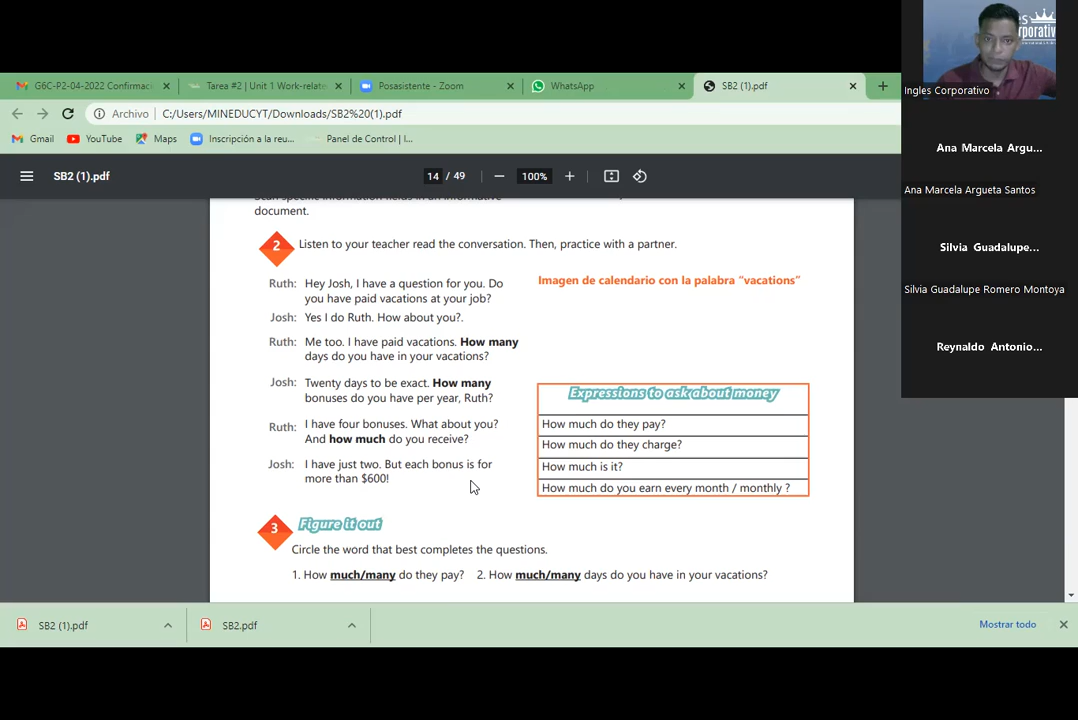 G6C-P2-04-2022 Confirmac
Tarea #2 | Unit 1 Work-relate
Posasistente - Zoom
WhatsApp
SB2 (1).pdf
Archivo
C:/Users/MINEDUCYT/Downloads/SB2%20(1).pdf
Gmail
YouTube
Maps
Inscripción a la reu...
Panel de Control | I...
SB2 (1).pdf
14 / 49
100%
document.
2
Listen to your teacher read the conversation. Then, practice with a partner.
Ruth: Hey Josh, I have a question for you. Do
you have paid vacations at your job?
Josh: Yes I do Ruth. How about you?.
Ruth: Me too. I have paid vacations. How many
days do you have in your vacations?
Josh: Twenty days to be exact. How many
bonuses do you have per year, Ruth?
Ruth: I have four bonuses. What about you?
And how much do you receive?
Josh: I have just two. But each bonus is for
more than $600!
Imagen de calendario con la palabra “vacations”
Expressions to ask about money
How much do they pay?
How much do they charge?
How much is it?
How much do you earn every month / monthly ?
3
Figure it out
Circle the word that best completes the questions.
1. How much/many do they pay? 2. How much/many days do you have in your vacations?
SB2 (1).pdf
SB2.pdf
Mostrar todo
Ingles Corporativo
Ana Marcela Argu...
Ana Marcela Argueta Santos
Silvia Guadalupe...
Silvia Guadalupe Romero Montoya
Reynaldo Antonio...